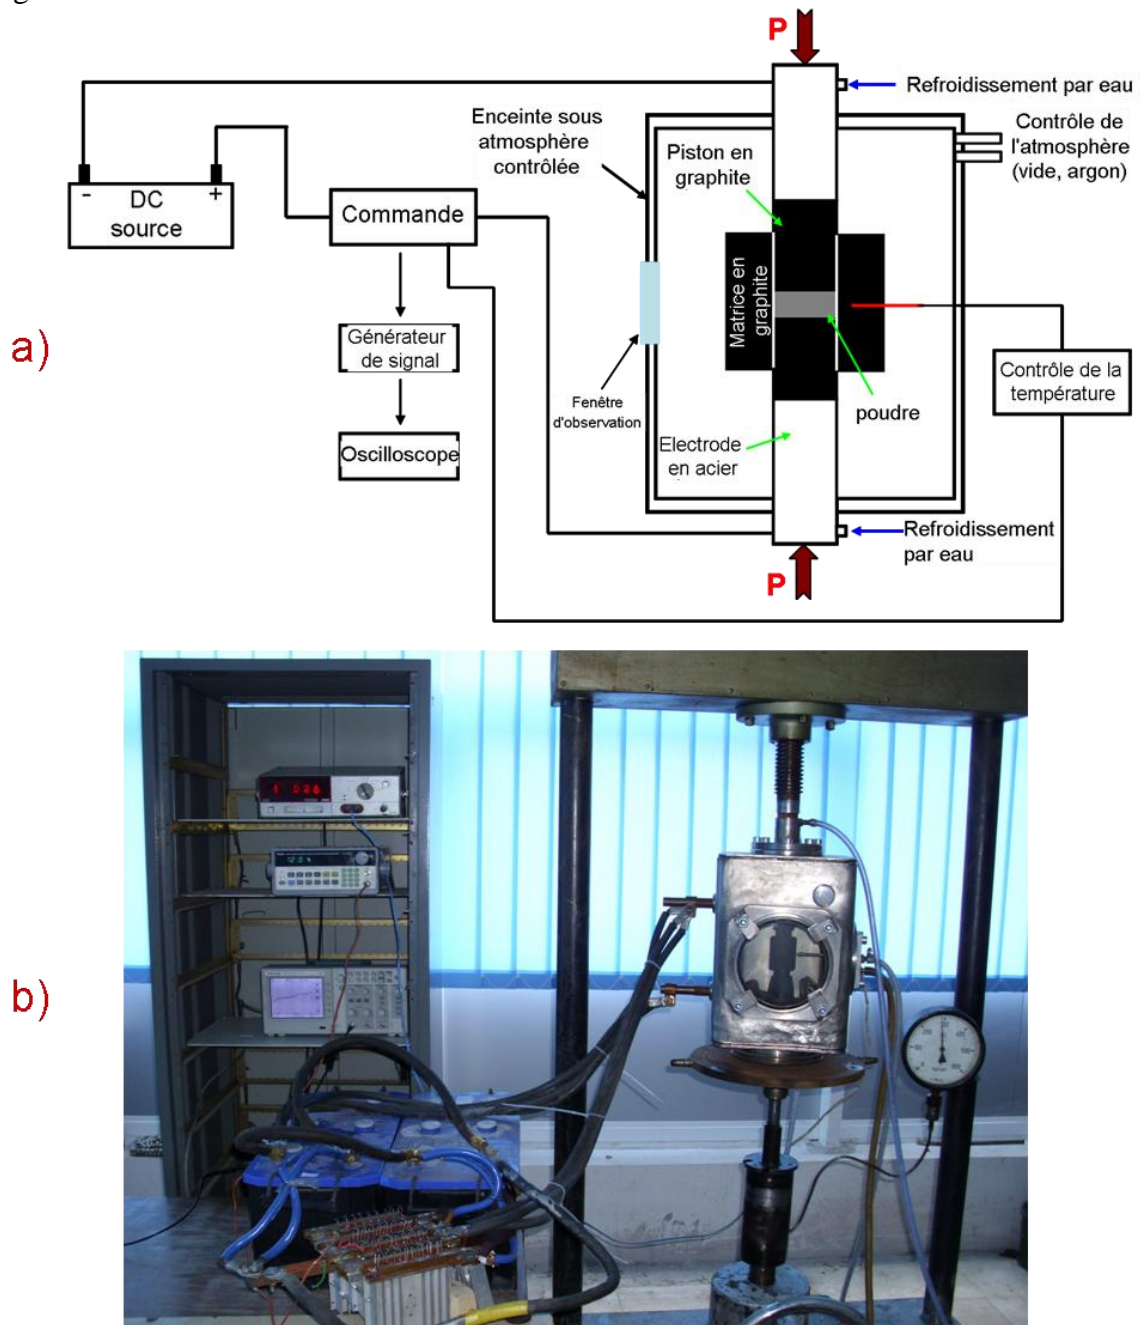 P
Refroidissement par eau
Enceinte sous
atmosphère
contrôlée
Contrôle de
l'atmosphère
(vide, argon)
Piston en
graphite
-
+
DC
source
Commande
Matrice en
graphite
a)
Générateur
de signal
Contrôle de la
température
Fenêtre
d'observation
poudre
Oscilloscope
Electrode
en acier
Refroidissement
par eau
P
b)